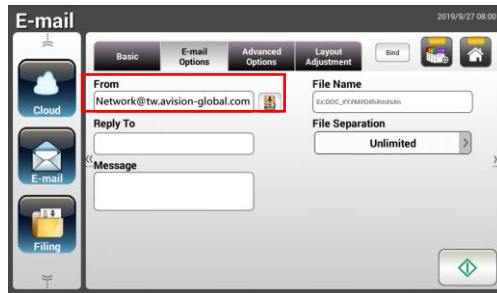 E-mail
2019/9/27 08:00
Basic
E-mail Options
Advanced Options
Layout Adjustment
Bind
Cloud
E-mail
Filing
From
Network@tw.avision-global.com
Reply To
Message
File Name
File Separation
Unlimited